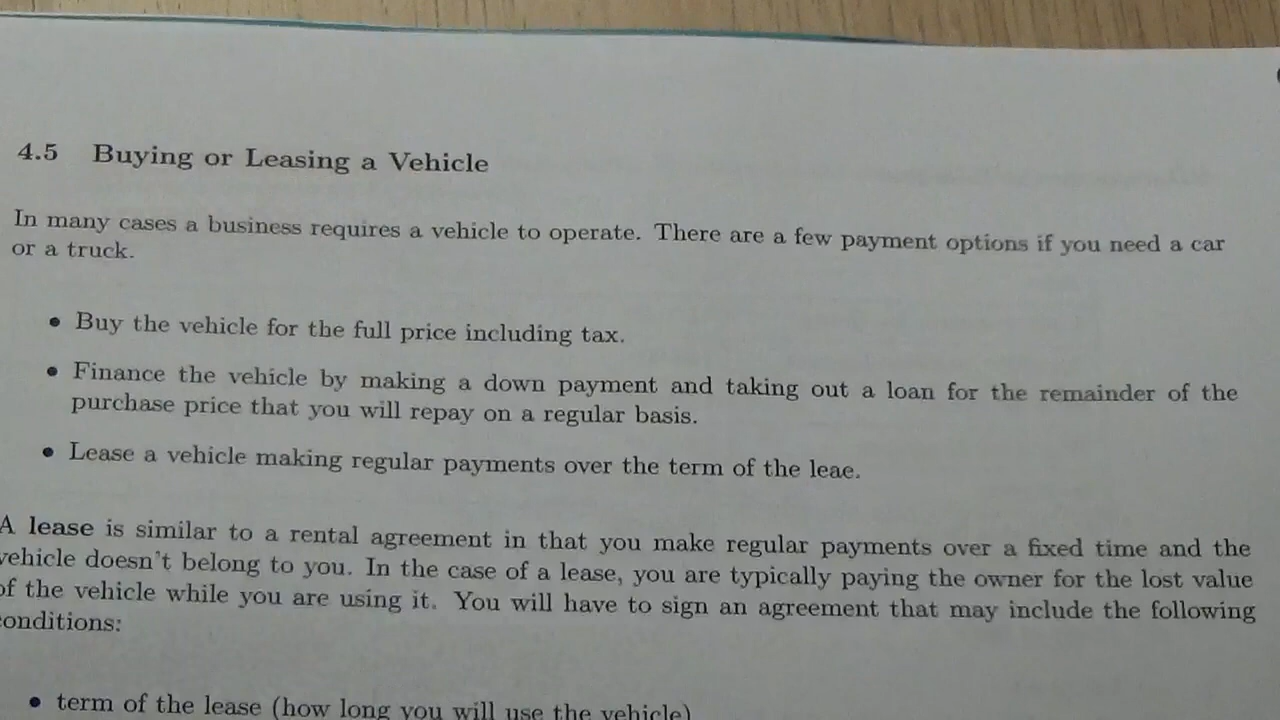 4.5 Buying or Leasing a Vehicle
In many cases a business requires a vehicle to operate. There are a few payment options if you need a car
or a truck.
• Buy the vehicle for the full price including tax.
• Finance the vehicle by making a down payment and taking out a loan for the remainder of the
purchase price that you will repay on a regular basis.
• Lease a vehicle making regular payments over the term of the leae.
A lease is similar to a rental agreement in that you make regular payments over a fixed time and the
vehicle doesn't belong to you. In the case of a lease, you are typically paying the owner for the lost value
of the vehicle while you are using it. You will have to sign an agreement that may include the following
conditions:
• term of the lease (how long you will use the vehicle)